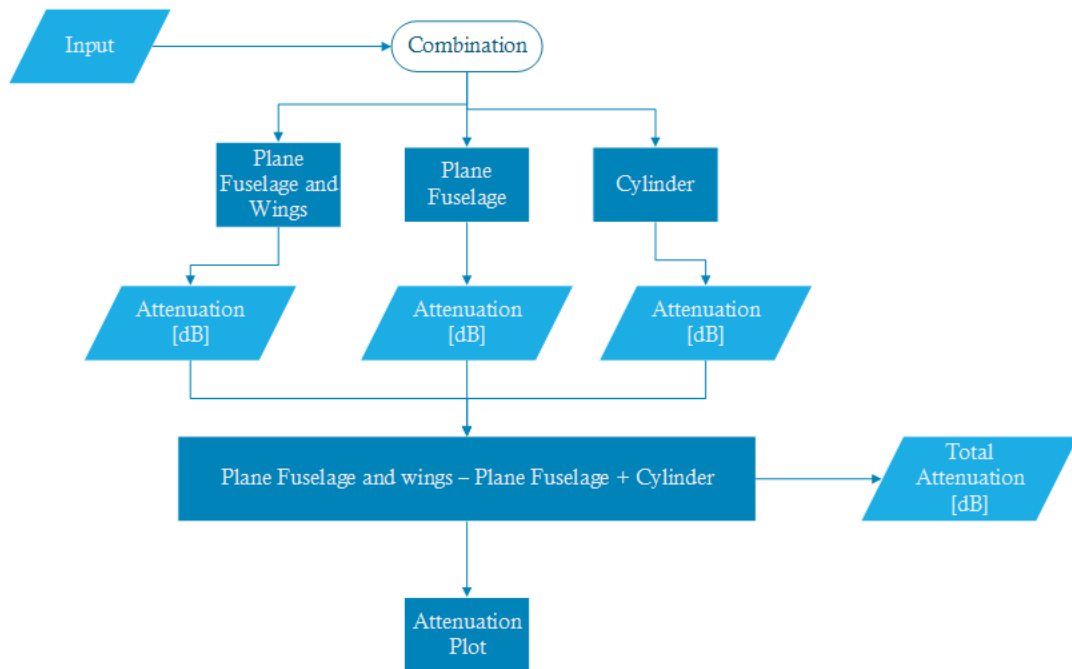 Input
Combination
Plane
Fuselage and
Wings
Plane
Fuselage
Cylinder
Attenuation
[dB]
Attenuation
[dB]
Attenuation
[dB]
Plane Fuselage and wings – Plane Fuselage + Cylinder
Total
Attenuation
[dB]
Attenuation
Plot